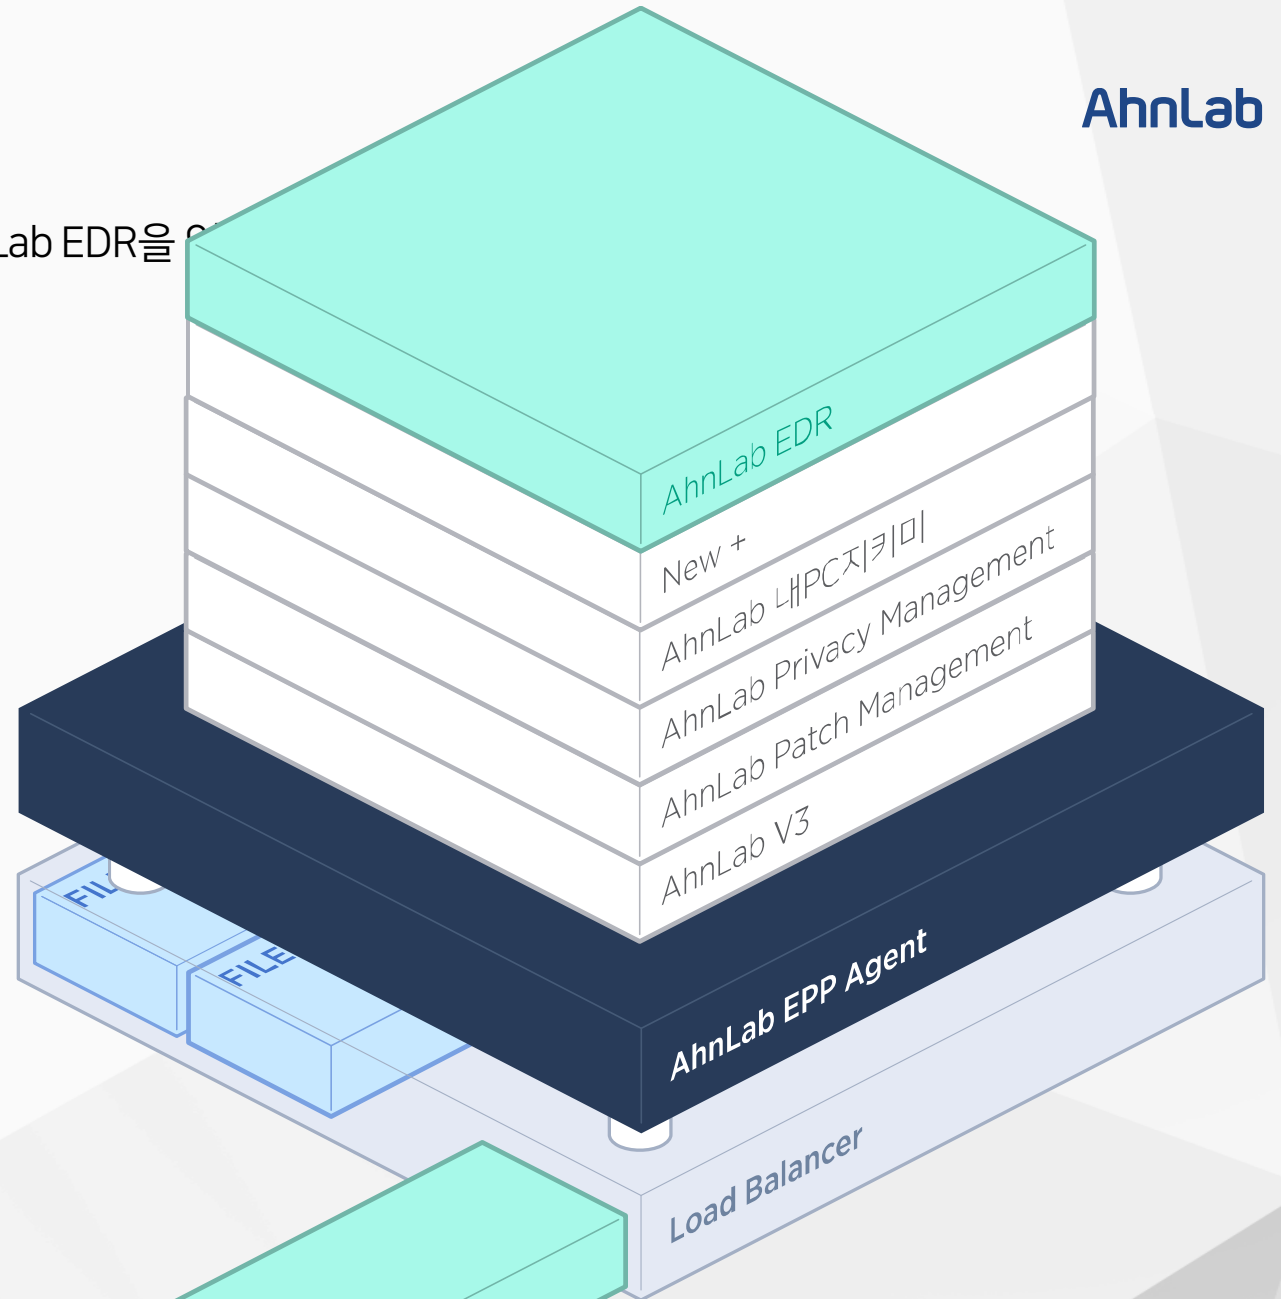 AhnLab
Lab EDR을
AhnLab EDR
New +
AhnLab 내PC지키미
AhnLab Privacy Management
AhnLab Patch Management
AhnLab V3
AhnLab EPP Agent
FILE
Load Balancer